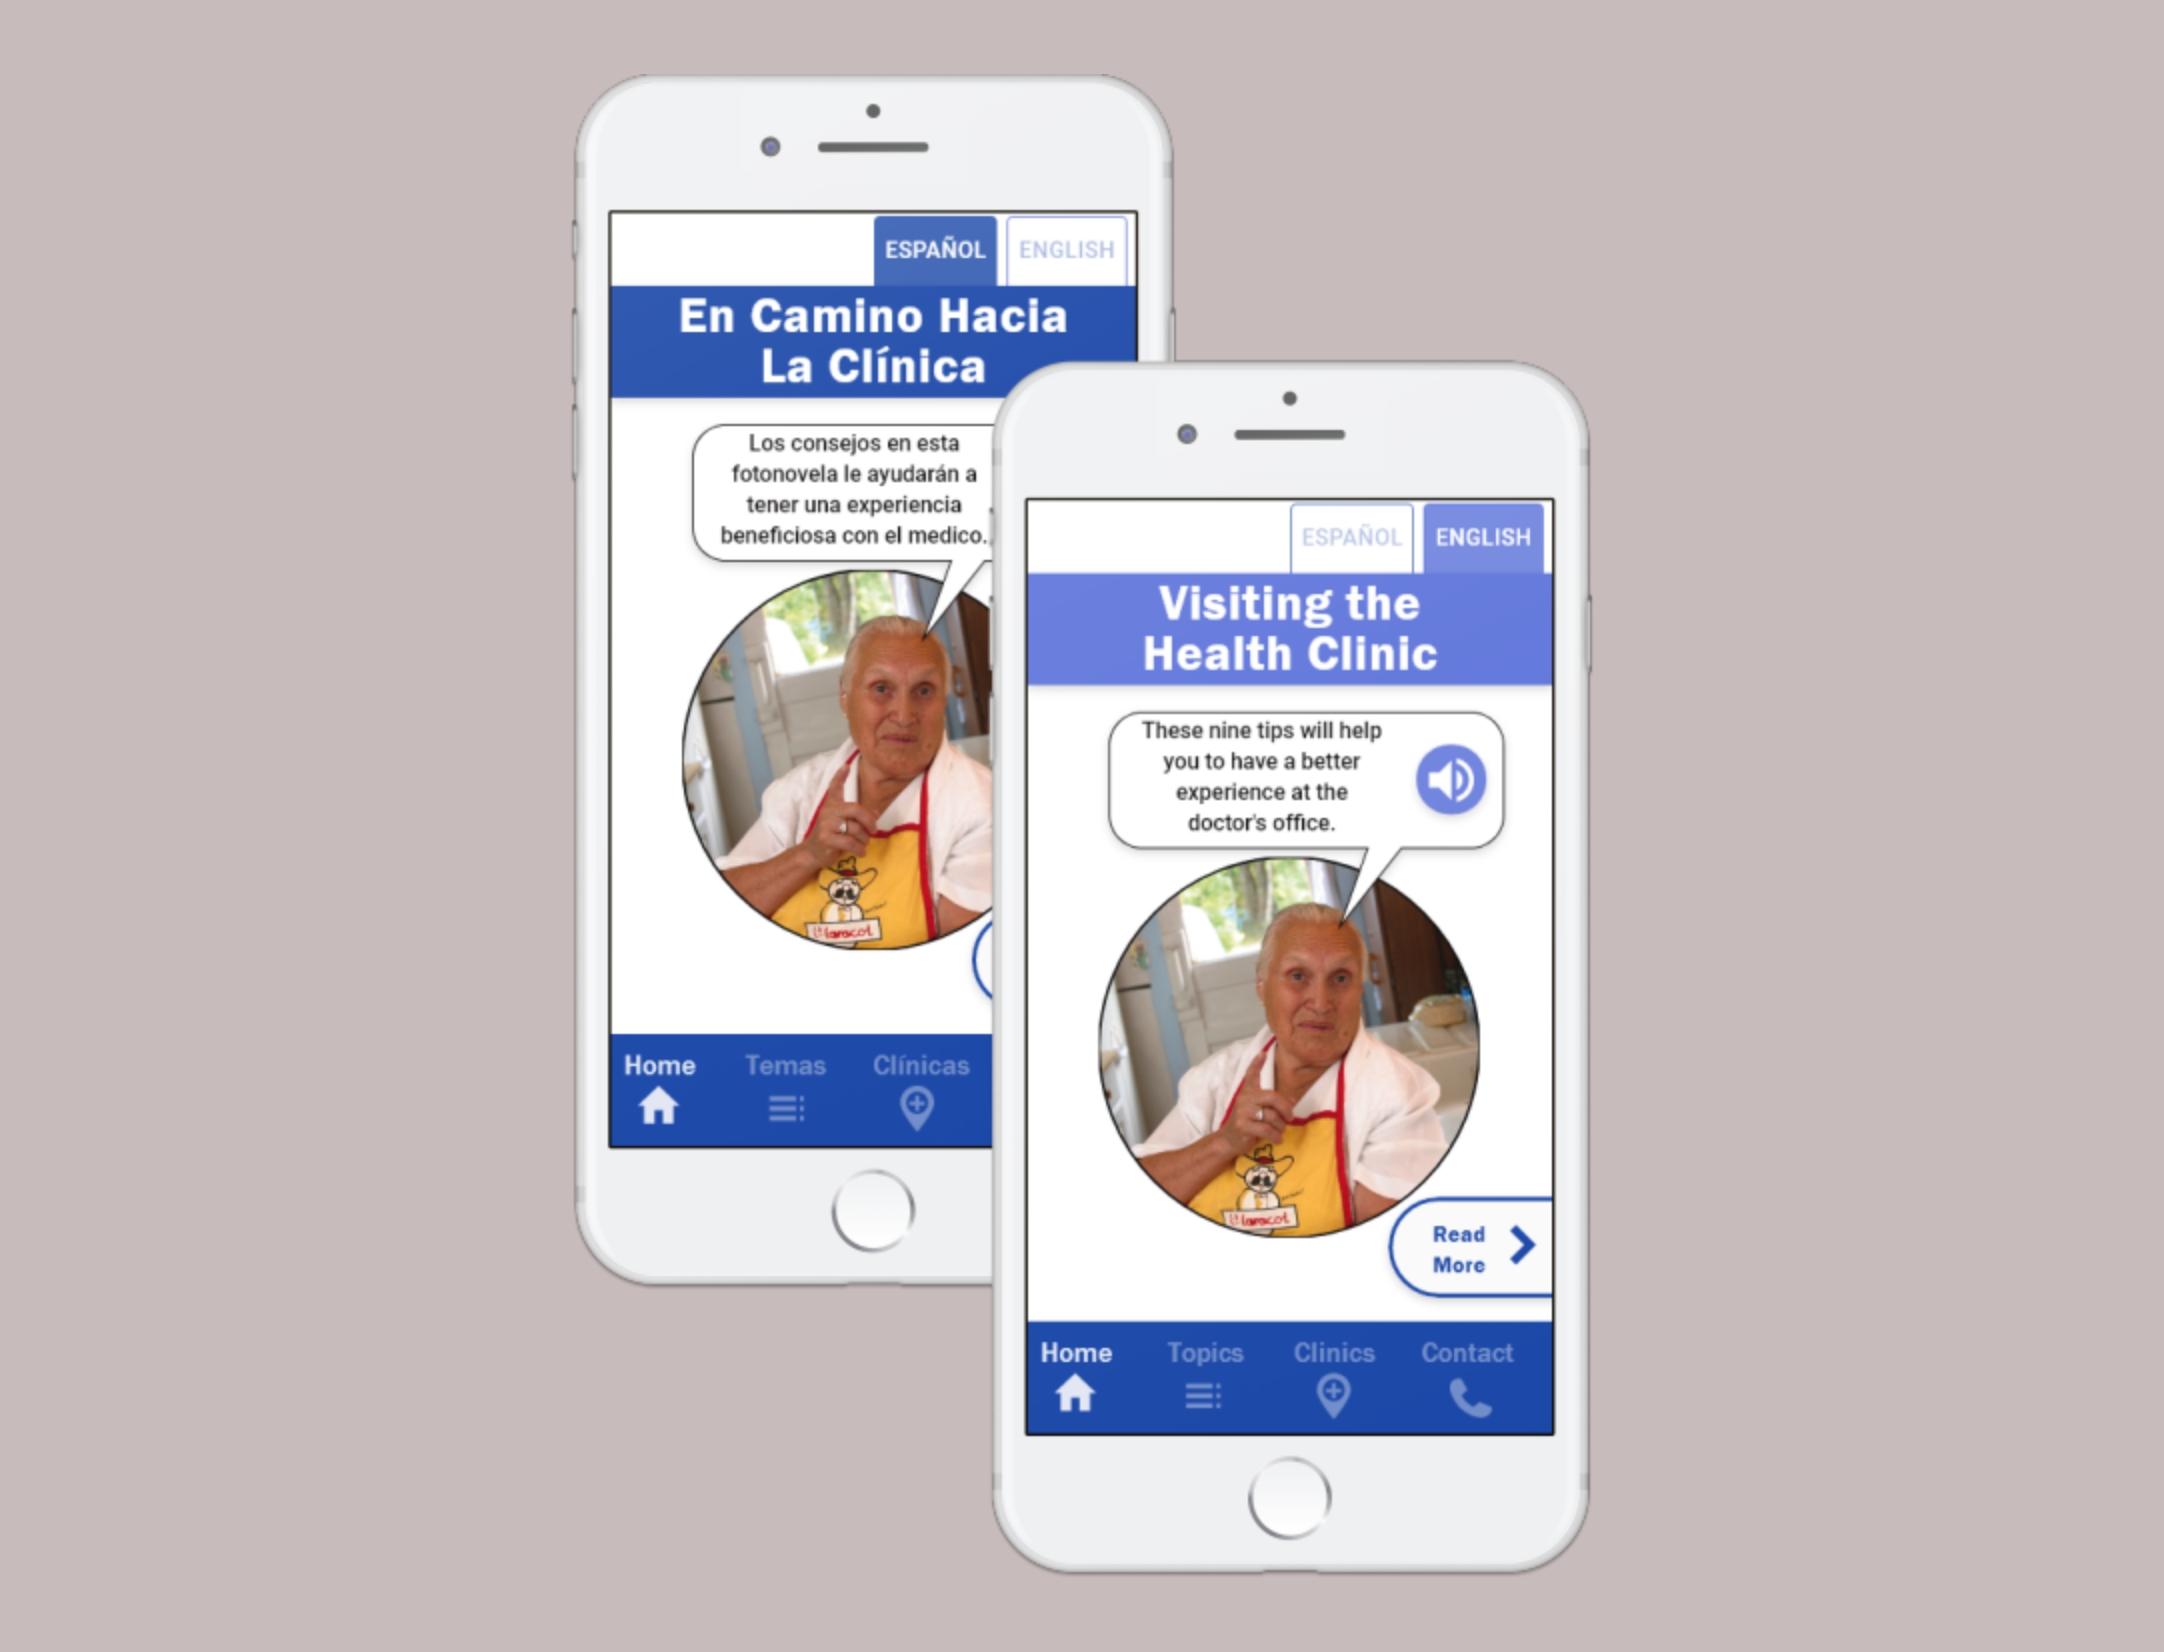 ESPAÑOL
ENGLISH
En Camino Hacia
La Clínica
Los consejos en esta
fotonovela le ayudarán a
tener una experiencia
beneficiosa con el medico.
Home
Temas
Clínicas
ESPAÑOL
ENGLISH
Visiting the
Health Clinic
These nine tips will help
you to have a better
experience at the
doctor's office.
Read
More
Home
Topics
Clinics
Contact